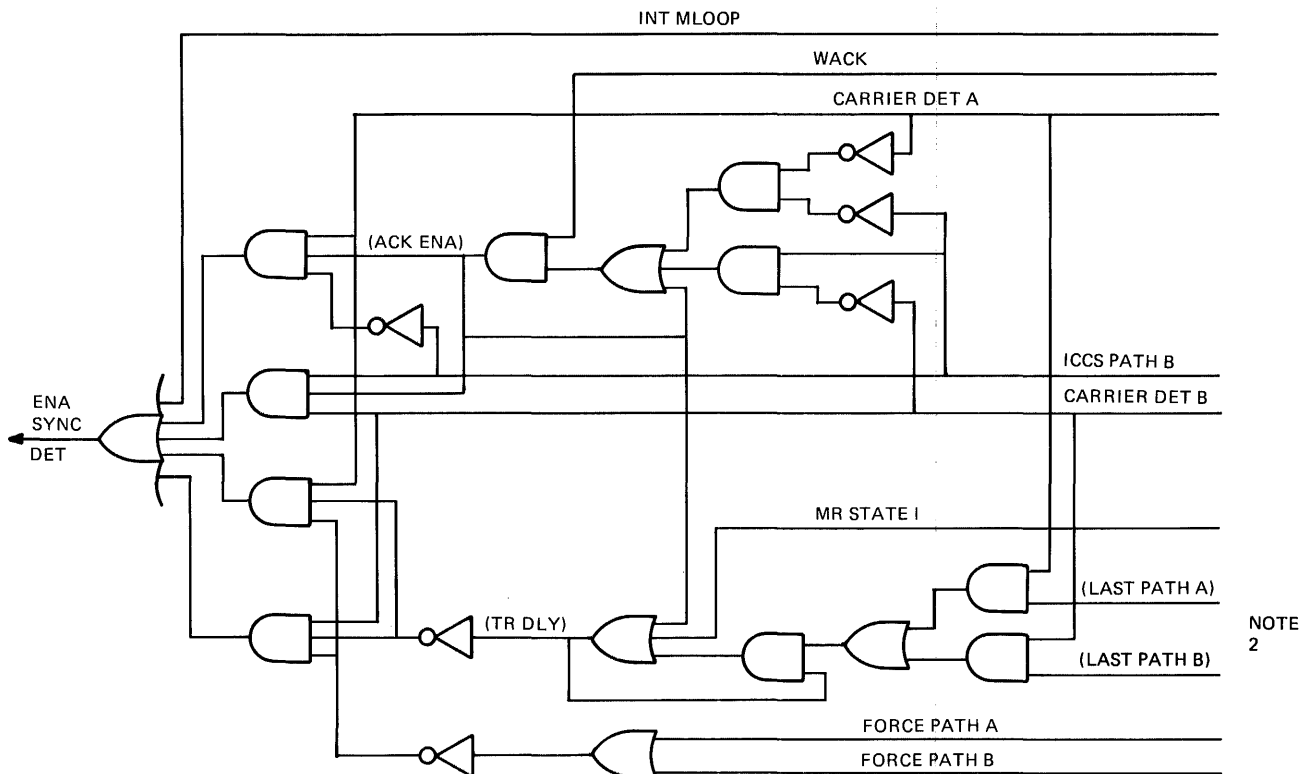 INT MLOOP
WACK
CARRIER DET A
(ACK ENA)
ICCS PATH B
CARRIER DET B
ENA
SYNC
DET
MR STATE I
(LAST PATH A)
(TR DLY)
NOTE
2
(LAST PATH B)
FORCE PATH A
FORCE PATH B